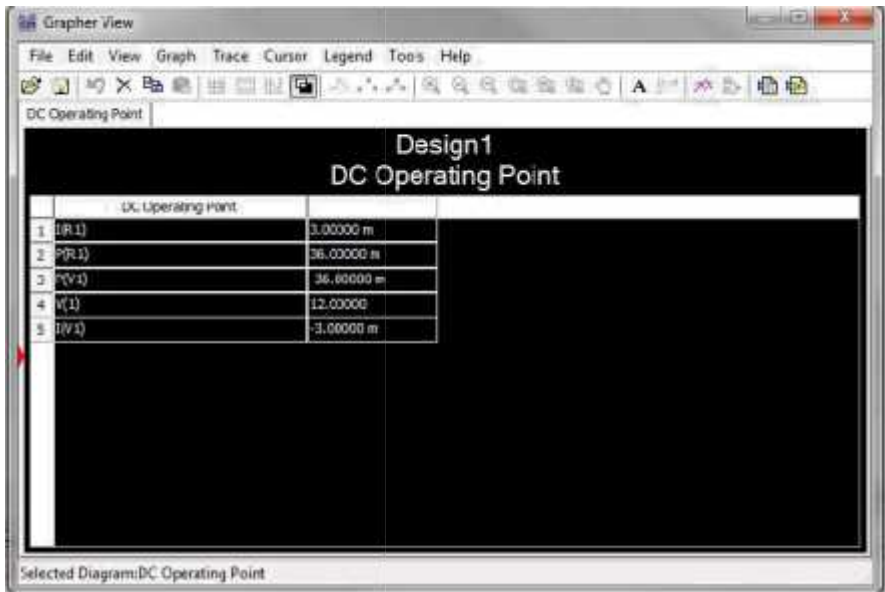 Grapher View
File Edit View Graph Trace Cursor Legend Tools Help
A
DC Operating Point
Design1
DC Operating Point
DC Operating Point
1 I(R1) 3.00000 m
2 P(R1) 36.00000 m
3 P(V1) 36.00000 m
4 V(1) 12.00000
5 I(V1) -3.00000 m
Selected Diagram:DC Operating Point